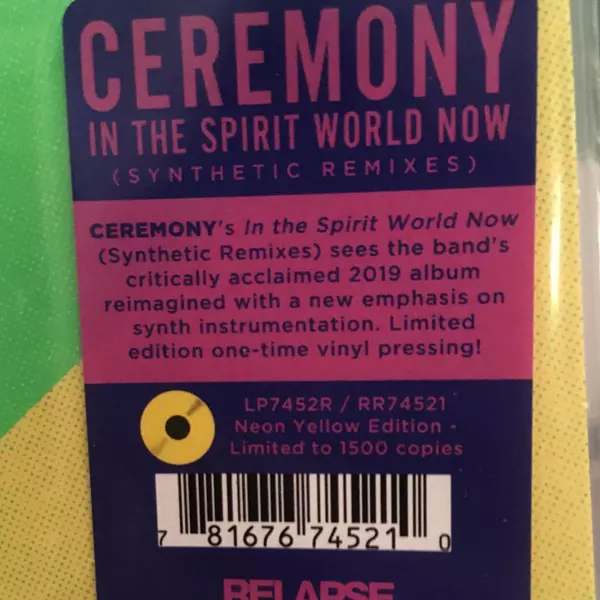 CEREMONY
IN THE SPIRIT WORLD NOW
(SYNTHETIC REMIXES)
CEREMONY's In the Spirit World Now
(Synthetic Remixes) sees the band's
critically acclaimed 2019 album
reimagined with a new emphasis on
synth instrumentation. Limited
edition one-time vinyl pressing!
LP7452R / RR74521
Neon Yellow Edition -
Limited to 1500 copies
7 81676 74521 0
RELAPSE